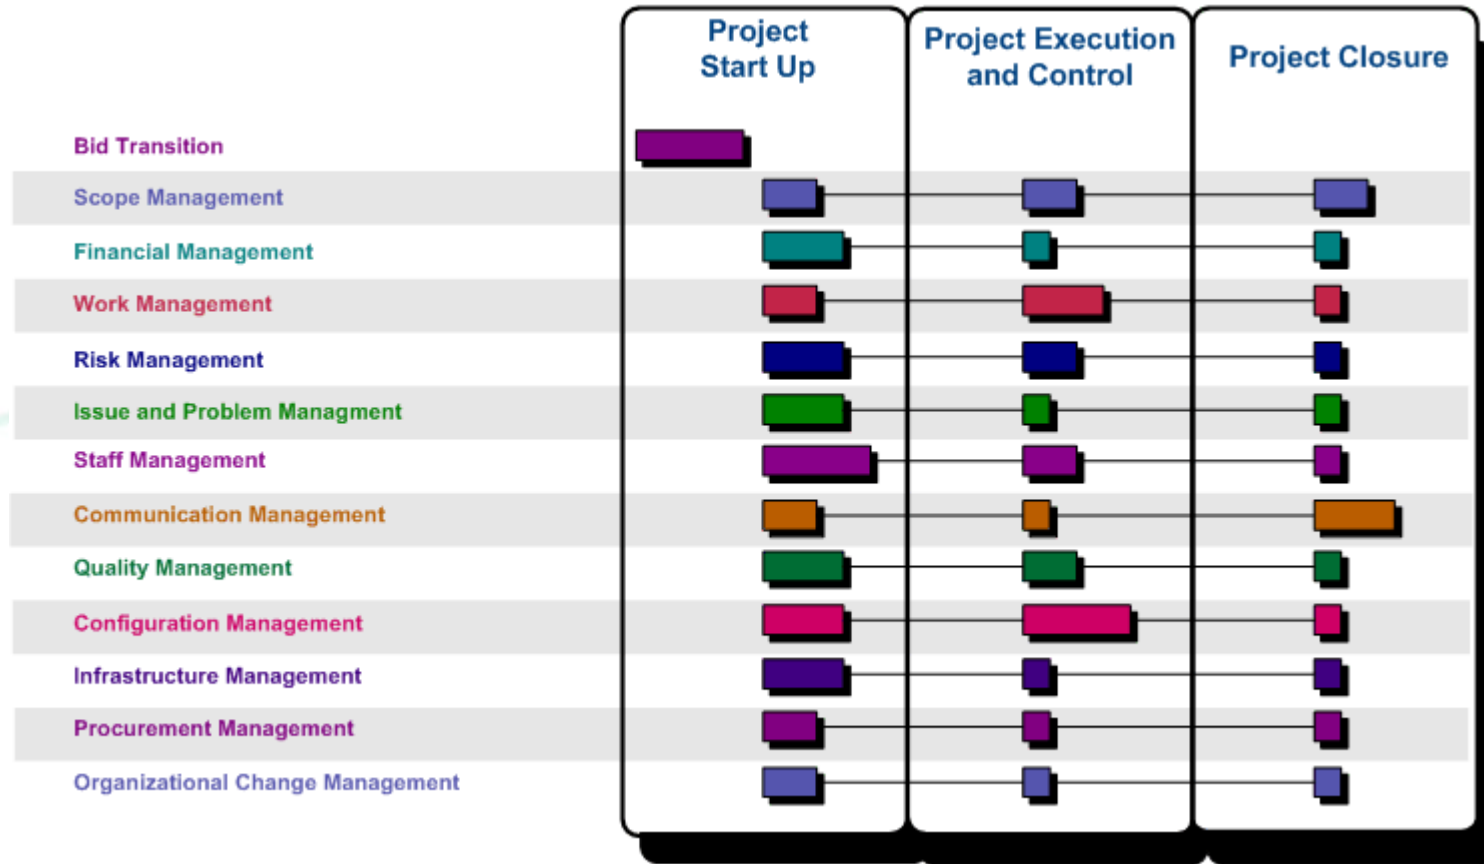 Project
Start Up
Project Execution
and Control
Project Closure
Bid Transition
Scope Management
Financial Management
Work Management
Risk Management
Issue and Problem Managment
Staff Management
Communication Management
Quality Management
Configuration Management
Infrastructure Management
Procurement Management
Organizational Change Management